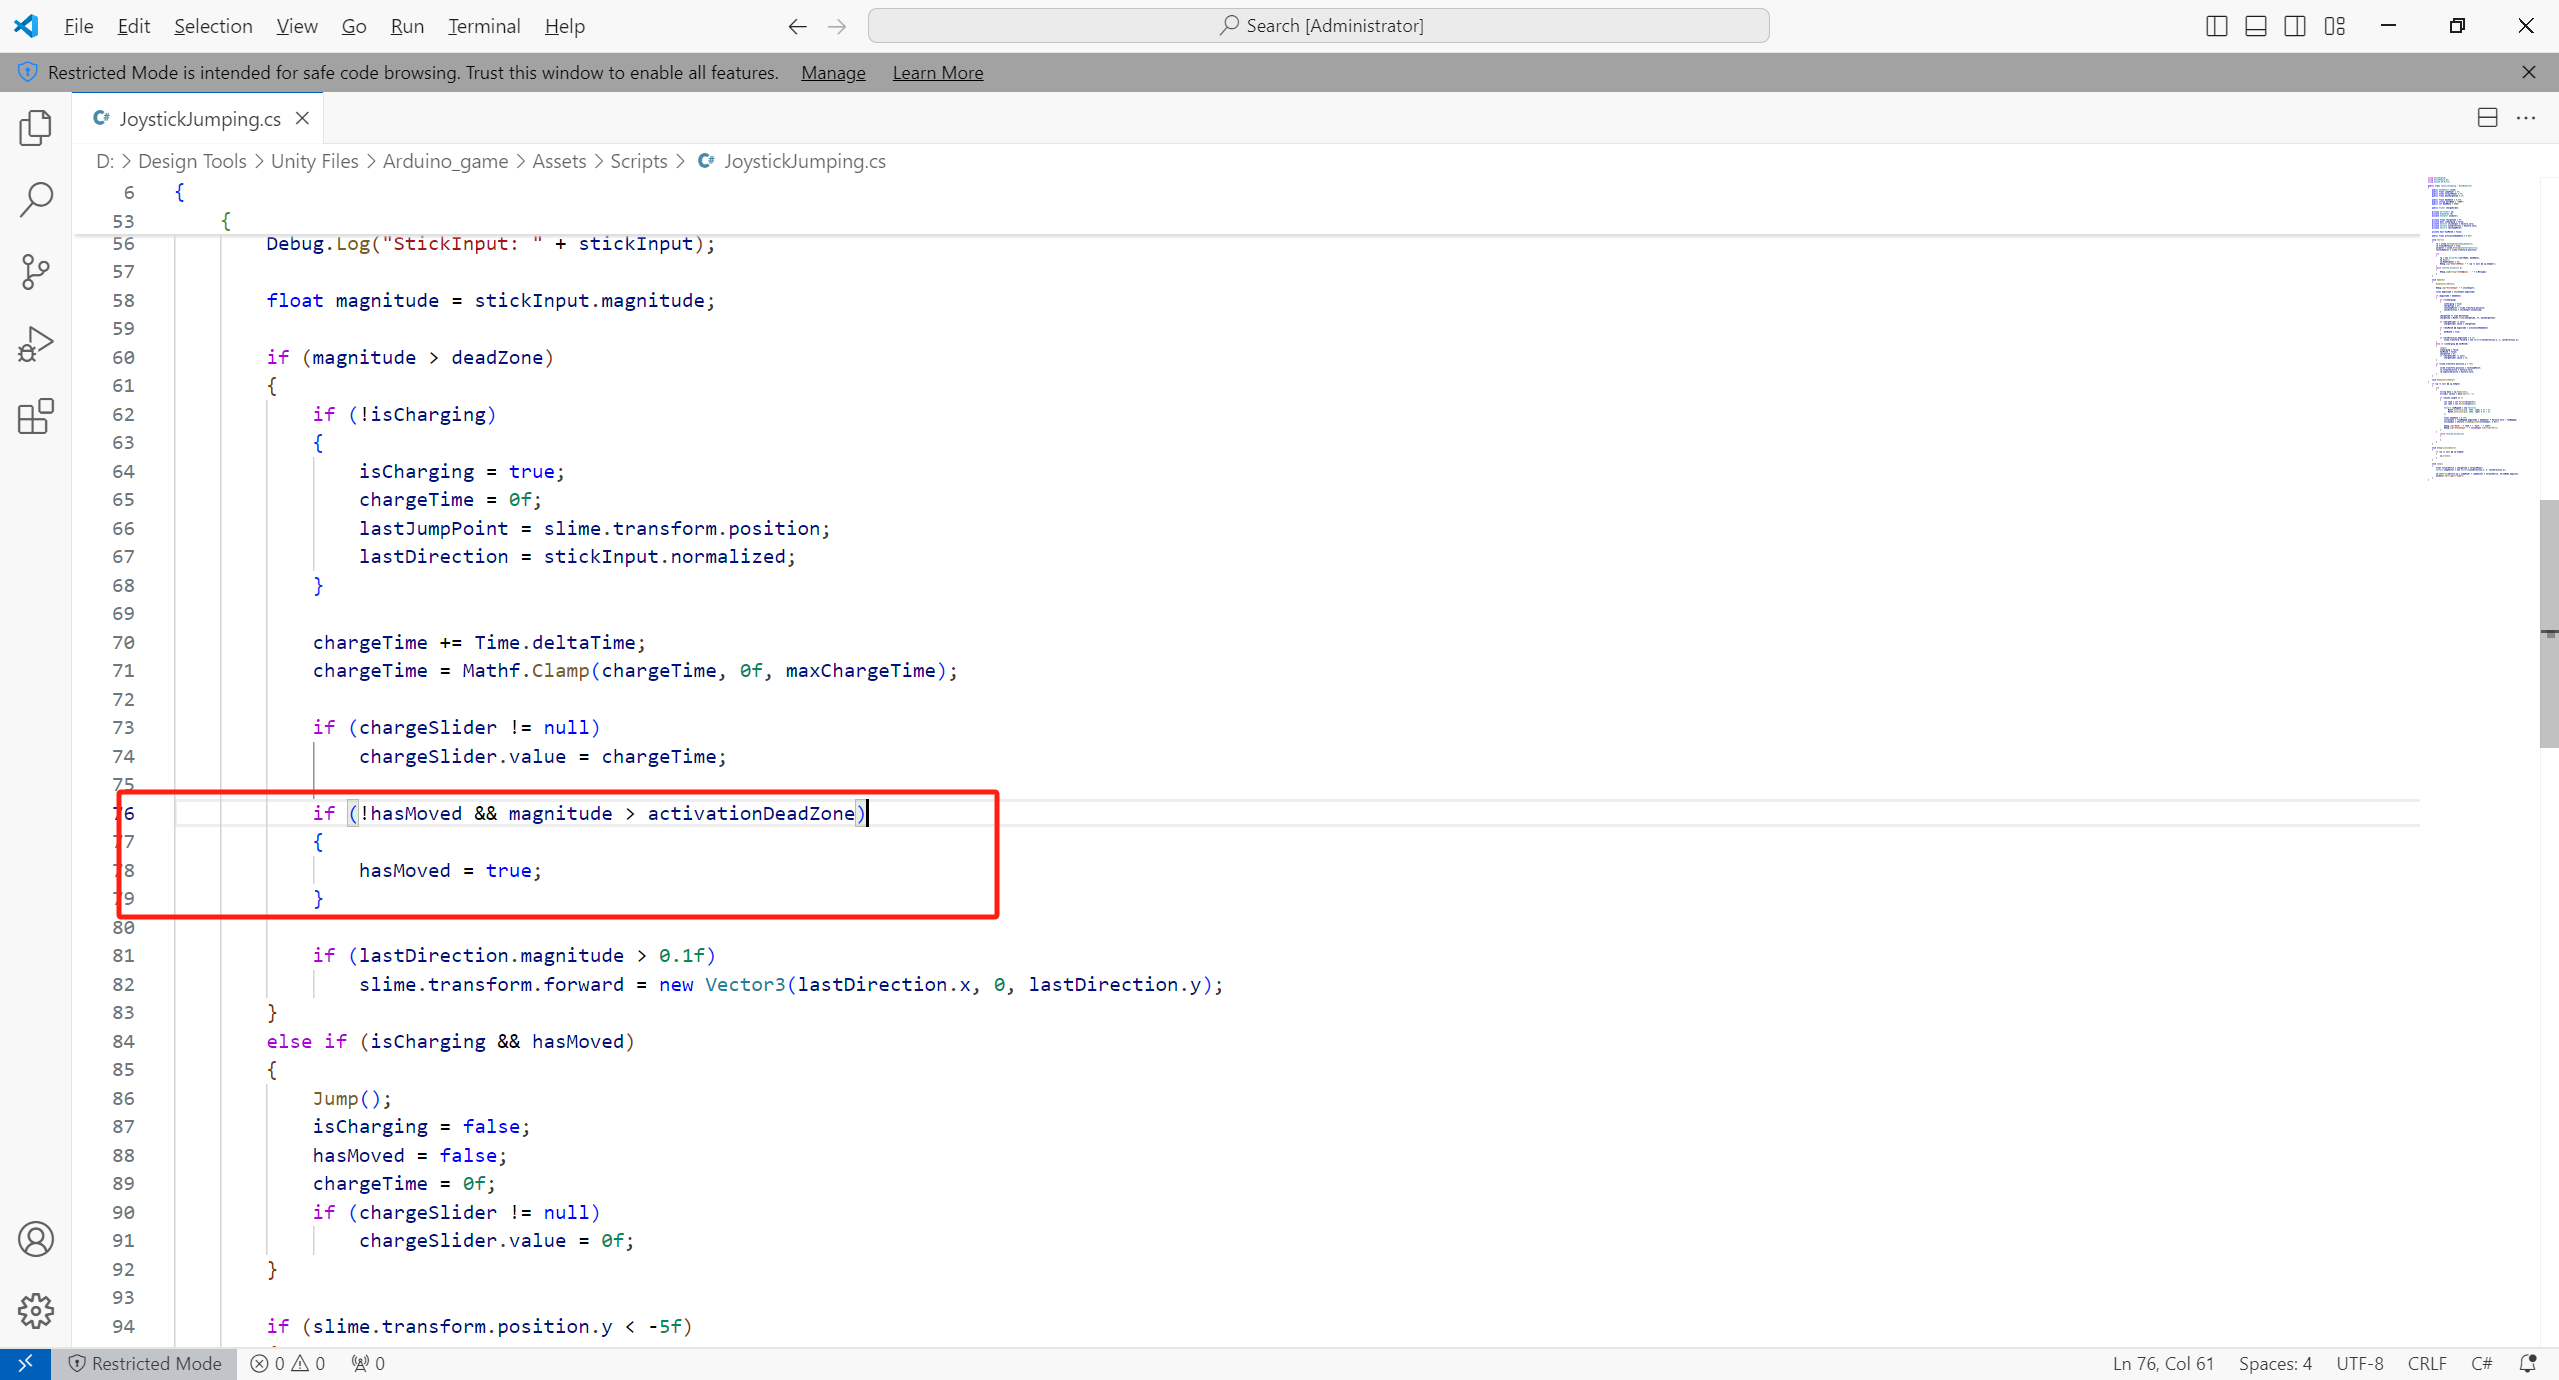 File Edit Selection View Go Run Terminal Help
Search [Administrator]
Restricted Mode is intended for safe code browsing. Trust this window to enable all features. Manage Learn More
C# JoystickJumping.cs
D: > Design Tools > Unity Files > Arduino_game > Assets > Scripts > C# JoystickJumping.cs
6 {
53 {
56 Debug.Log("StickInput: " + stickInput);
57
58 float magnitude = stickInput.magnitude;
59
60 if (magnitude > deadZone)
61 {
62 if (!isCharging)
63 {
64 isCharging = true;
65 chargeTime = 0f;
66 lastJumpPoint = slime.transform.position;
67 lastDirection = stickInput.normalized;
68 }
69
70 chargeTime += Time.deltaTime;
71 chargeTime = Mathf.Clamp(chargeTime, 0f, maxChargeTime);
72
73 if (chargeSlider != null)
74 chargeSlider.value = chargeTime;
75
76 if (!hasMoved && magnitude > activationDeadZone)
77 {
78 hasMoved = true;
79 }
80
81 if (lastDirection.magnitude > 0.1f)
82 slime.transform.forward = new Vector3(lastDirection.x, 0, lastDirection.y);
83 }
84 else if (isCharging && hasMoved)
85 {
86 Jump();
87 isCharging = false;
88 hasMoved = false;
89 chargeTime = 0f;
90 if (chargeSlider != null)
91 chargeSlider.value = 0f;
92 }
93
94 if (slime.transform.position.y < -5f)
Restricted Mode 0 0 0 Ln 76, Col 61 Spaces: 4 UTF-8 CRLF C#